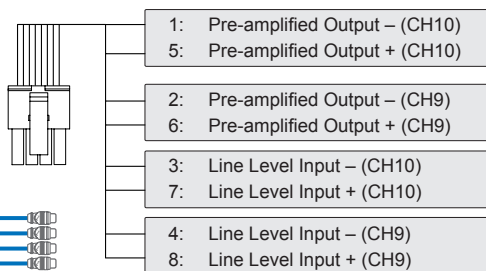 1: Pre-amplified Output – (CH10)
5: Pre-amplified Output + (CH10)
2: Pre-amplified Output – (CH9)
6: Pre-amplified Output + (CH9)
3: Line Level Input – (CH10)
7: Line Level Input + (CH10)
4: Line Level Input – (CH9)
8: Line Level Input + (CH9)